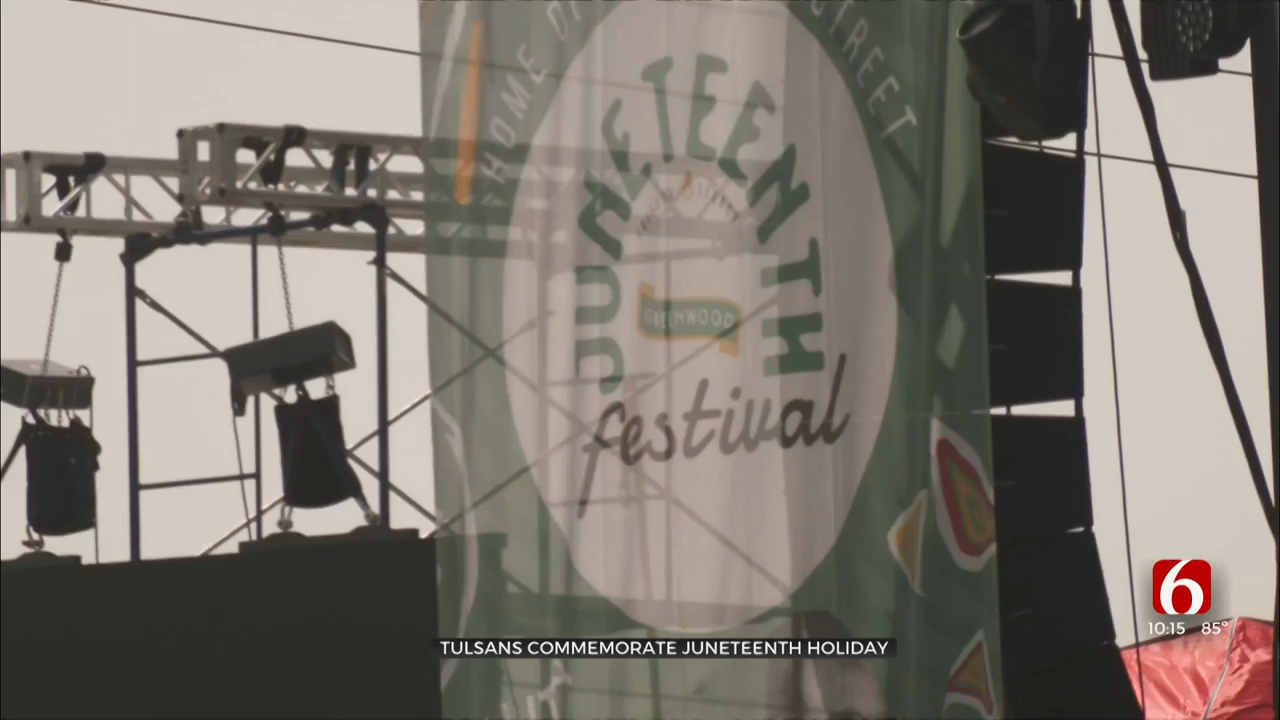 HOME OF
STREET
JUNETEENTH
GREENWOOD
festival
6
10:15 85°
TULSANS COMMEMORATE JUNETEENTH HOLIDAY